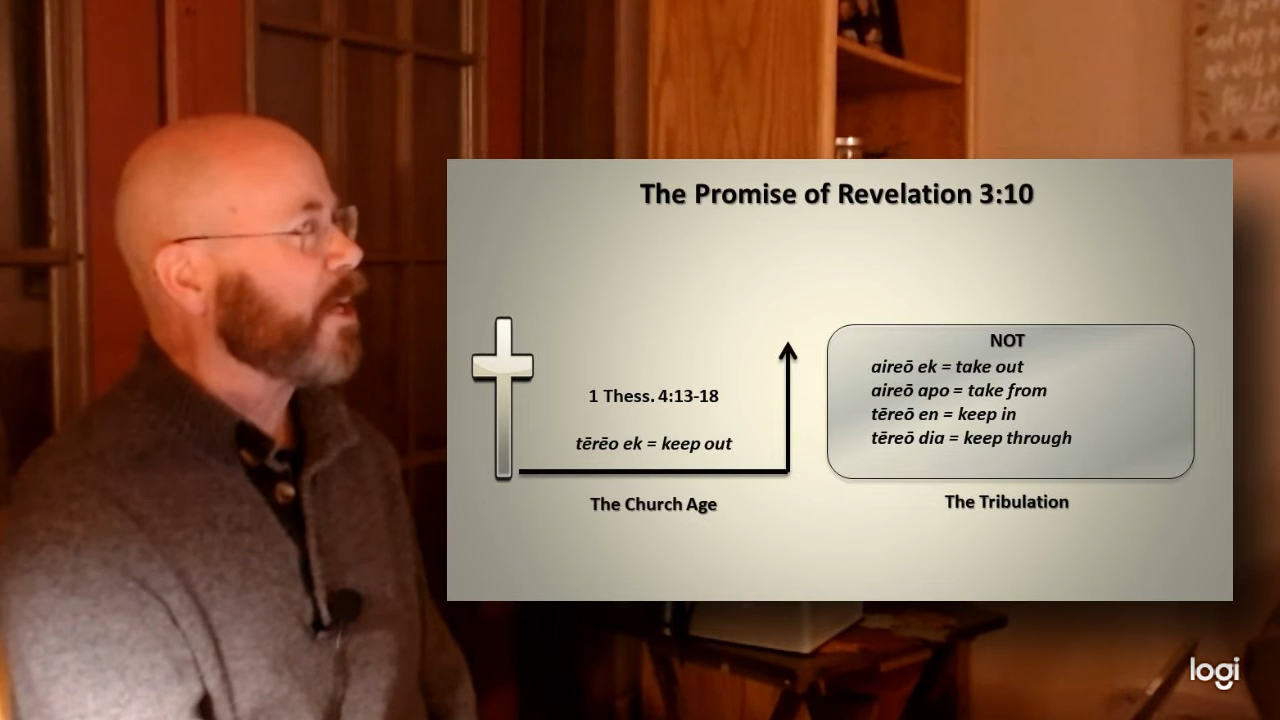 The Promise of Revelation 3:10
1 Thess. 4:13-18
tērēo ek = keep out
The Church Age
NOT
aireō ek = take out
aireō apo = take from
tēreō en = keep in
tēreō dia = keep through
The Tribulation
logi